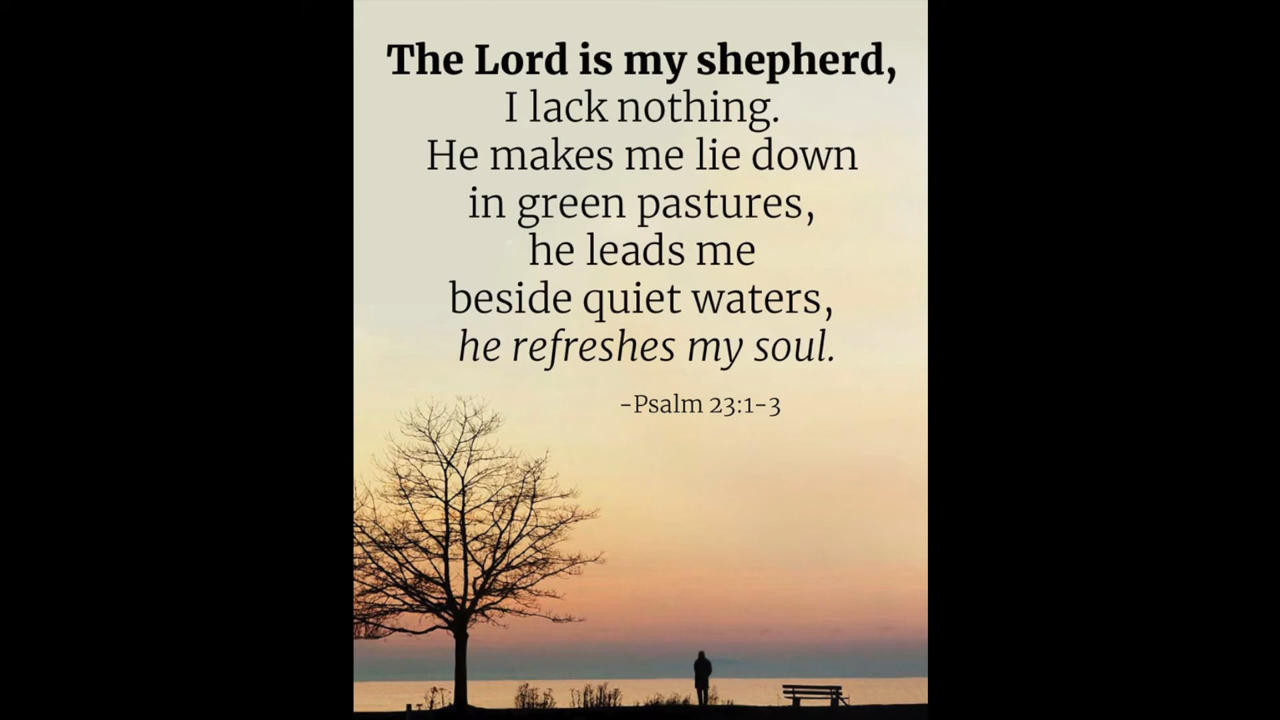 The Lord is my shepherd,
I lack nothing.
He makes me lie down
in green pastures,
he leads me
beside quiet waters,
he refreshes my soul.
-Psalm 23:1-3